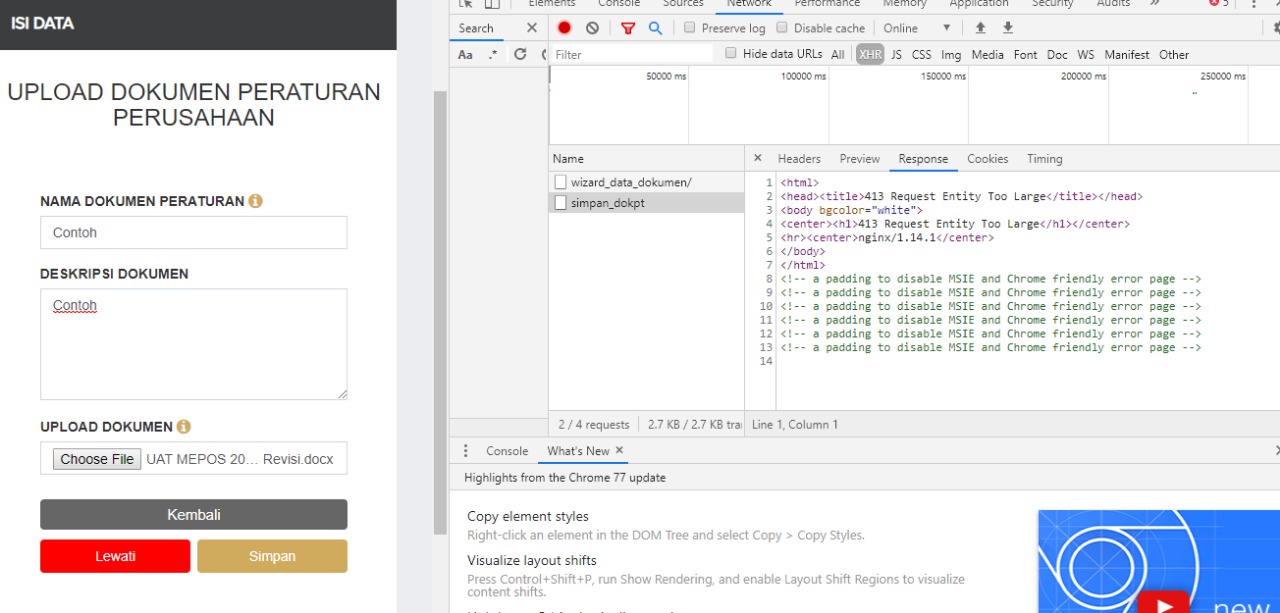 ISI DATA
UPLOAD DOKUMEN PERATURAN
PERUSAHAAN
NAMA DOKUMEN PERATURAN
Contoh
DESKRIPSI DOKUMEN
Contoh
UPLOAD DOKUMEN
Choose File UAT MEPOS 20... Revisi.docx
Kembali
Lewati Simpan
Elements Console Sources Network Performance Memory Application Security Audits » 5
Search Preserve log Disable cache Online
Aa .* Filter Hide data URLs All XHR JS CSS Img Media Font Doc WS Manifest Other
50000 ms 100000 ms 150000 ms 200000 ms 250000 ms
Name × Headers Preview Response Cookies Timing
wizard_data_dokumen/
simpan_dokpt
1 <html>
2 <head><title>413 Request Entity Too Large</title></head>
3 <body bgcolor="white">
4 <center><h1>413 Request Entity Too Large</h1></center>
5 <hr><center>nginx/1.14.1</center>
6 </body>
7 </html>
8 <!-- a padding to disable MSIE and Chrome friendly error page -->
9 <!-- a padding to disable MSIE and Chrome friendly error page -->
10 <!-- a padding to disable MSIE and Chrome friendly error page -->
11 <!-- a padding to disable MSIE and Chrome friendly error page -->
12 <!-- a padding to disable MSIE and Chrome friendly error page -->
13 <!-- a padding to disable MSIE and Chrome friendly error page -->
14
2 / 4 requests 2.7 KB / 2.7 KB tra Line 1, Column 1
Console What's New ×
Highlights from the Chrome 77 update
Copy element styles
Right-click an element in the DOM Tree and select Copy > Copy Styles.
Visualize layout shifts
Press Control+Shift+P, run Show Rendering, and enable Layout Shift Regions to visualize
content shifts.
new